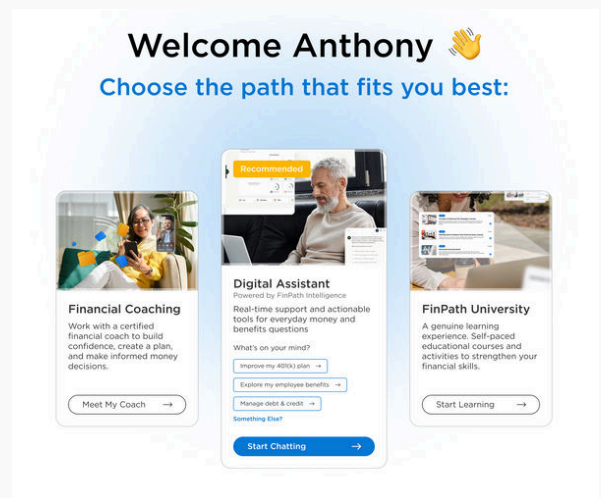 Welcome Anthony 👋
Choose the path that fits you best:
Financial Coaching
Work with a certified
financial coach to build
confidence, create a plan,
and make informed money
decisions.
Meet My Coach →
Recommended
Digital Assistant
Powered by FinPath Intelligence
Real-time support and actionable
tools for everyday money and
benefits questions
What's on your mind?
Improve my 401(k) plan →
Explore my employee benefits →
Manage debt & credit →
Something Else?
Start Chatting →
FinPath University
A genuine learning
experience. Self-paced
educational courses and
activities to strengthen your
financial skills.
Start Learning →